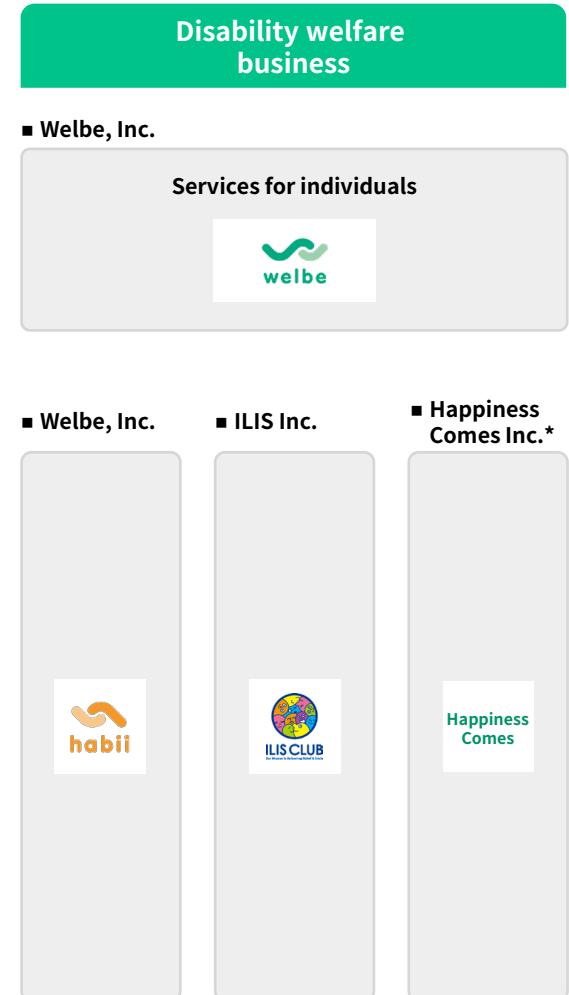 Disability welfare
business
■ Welbe, Inc.
Services for individuals
welbe
■ Welbe, Inc.
■ ILIS Inc.
■ Happiness
Comes Inc.*
habii
ILIS CLUB
Happiness
Comes